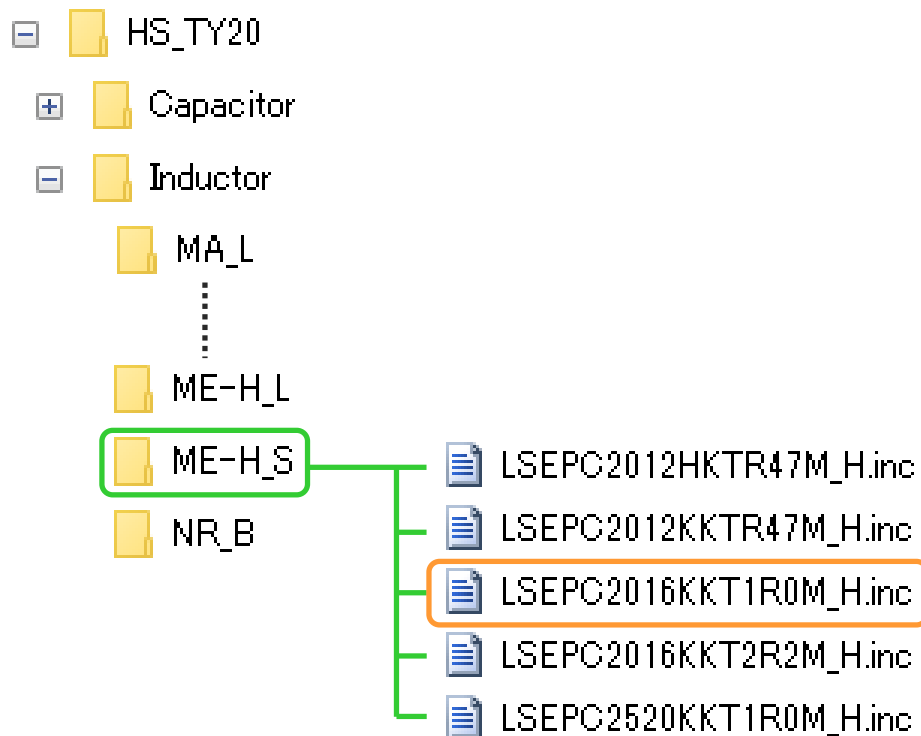 HS_TY20
Capacitor
Inductor
MA_L
ME-H_L
ME-H_S
NR_B
LSEPC2012HKTR47M_H.inc
LSEPC2012KKTR47M_H.inc
LSEPC2016KKT1R0M_H.inc
LSEPC2016KKT2R2M_H.inc
LSEPC2520KKT1R0M_H.inc